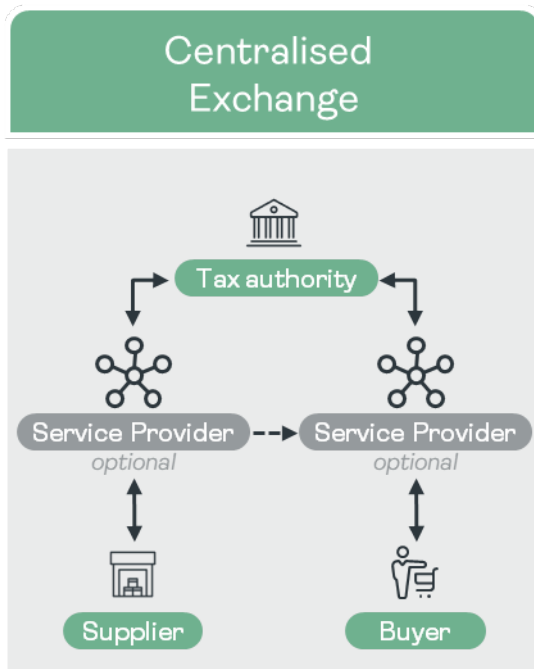 Centralised
Exchange
Tax authority
Service Provider
Service Provider
optional
optional
Supplier
Buyer